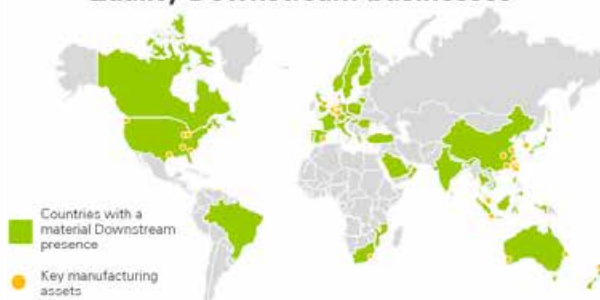 Countries with a
material Downstream
presence
Key manufacturing
assets